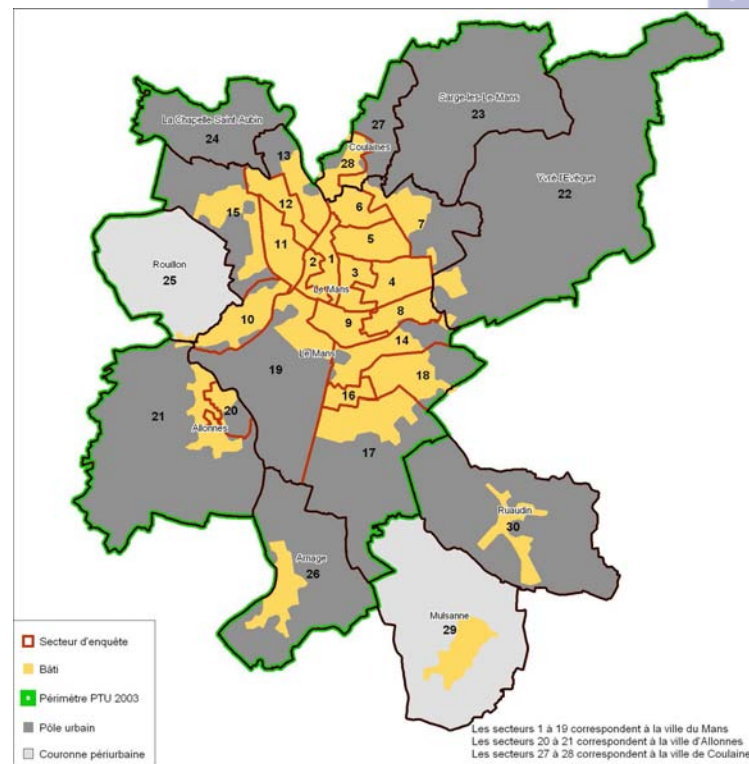 Sargé-les-Le Mans
23
27
La Chapelle Saint Aubin
24
13
Coulaines
28
Yvré-l'Evêque
22
6
12
15
7
5
11
2
1
3
4
Rouillon
25
Le Mans
8
10
9
14
Le Mans
19
18
16
21
20
Allonnes
17
Ruaudin
30
Arnage
26
Mulsanne
29
Secteur d'enquête
Bâti
Périmètre PTU 2003
Pôle urbain
Couronne périurbaine
Les secteurs 1 à 19 correspondent à la ville du Mans
Les secteurs 20 à 21 correspondent à la ville d'Allonnes
Les secteurs 27 à 28 correspondent à la ville de Coulaine